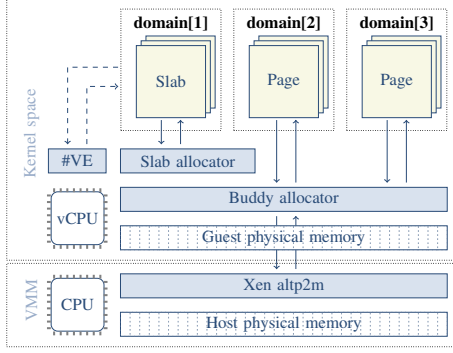 domain[1] domain[2] domain[3]
Slab Page Page
Kernel space
#VE Slab allocator
vCPU Buddy allocator
Guest physical memory
VMM
CPU Xen altp2m
Host physical memory